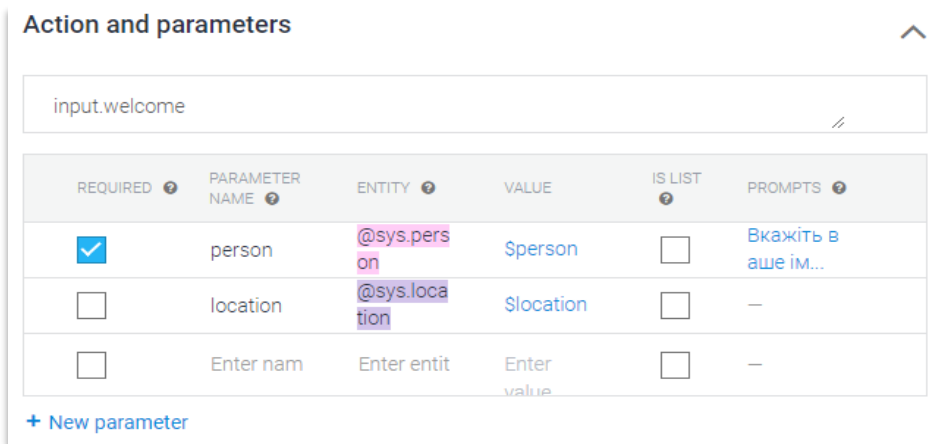 Action and parameters
input.welcome
REQUIRED PARAMETER NAME ENTITY VALUE IS LIST PROMPTS
person @sys.pers
on $person Вкажіть в
аше ім...
location @sys.loca
tion $location —
Enter nam Enter entit Enter
value —
+ New parameter